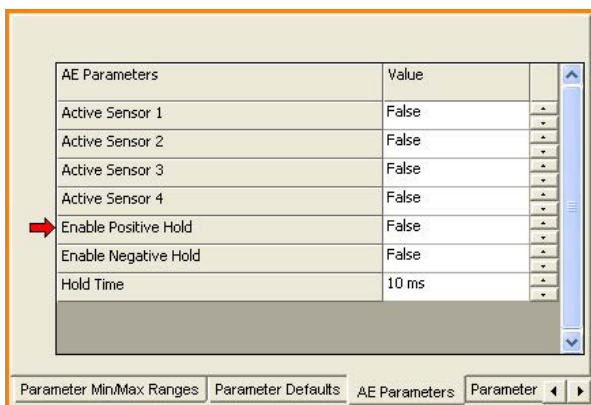 AE Parameters Value
Active Sensor 1 False
Active Sensor 2 False
Active Sensor 3 False
Active Sensor 4 False
Enable Positive Hold False
Enable Negative Hold False
Hold Time 10 ms
Parameter Min/Max Ranges Parameter Defaults AE Parameters Parameter